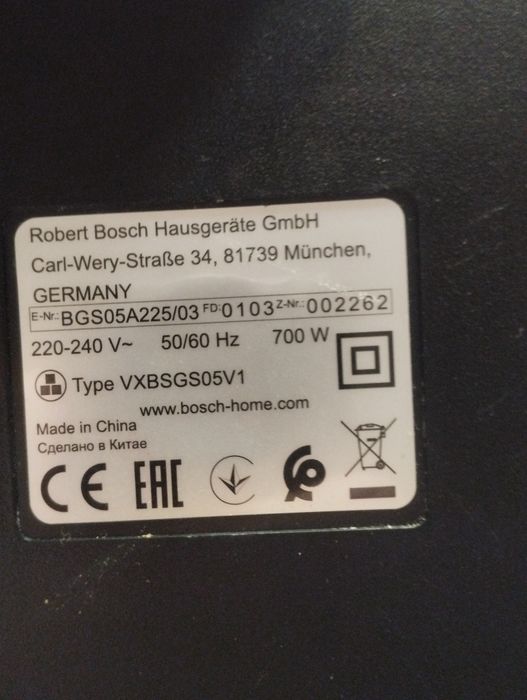 Robert Bosch Hausgeräte GmbH
Carl-Wery-Straße 34, 81739 München,
GERMANY
E-Nr.: BGS05A225/03 FD: 0103 Z-Nr.: 002262
220-240 V~ 50/60 Hz 700 W
Type VXBSGS05V1
www.bosch-home.com
Made in China
Сделано в Китае
CE EAC